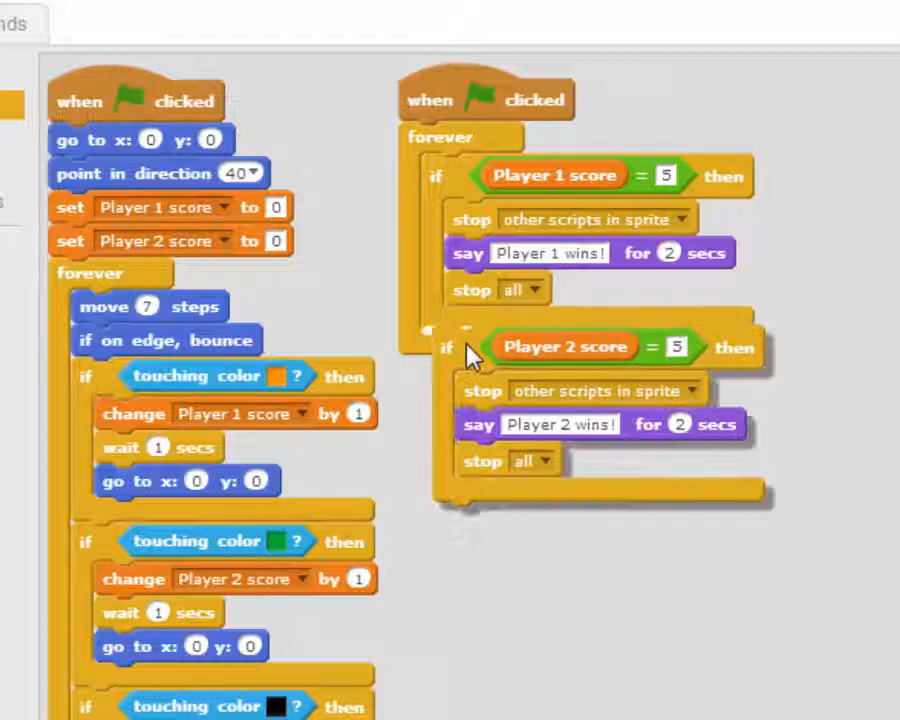 nds
s
when clicked
go to x: 0 y: 0
point in direction 40
set Player 1 score to 0
set Player 2 score to 0
forever
move 7 steps
if on edge, bounce
if touching color ? then
change Player 1 score by 1
wait 1 secs
go to x: 0 y: 0
if touching color ? then
change Player 2 score by 1
wait 1 secs
go to x: 0 y: 0
if touching color ? then
when clicked
forever
if Player 1 score = 5 then
stop other scripts in sprite
say Player 1 wins! for 2 secs
stop all
if Player 2 score = 5 then
stop other scripts in sprite
say Player 2 wins! for 2 secs
stop all